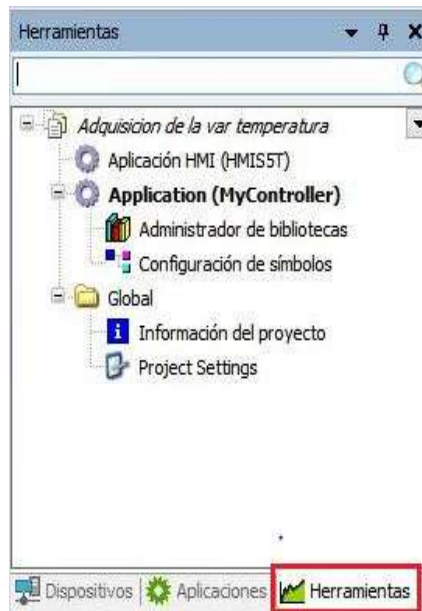 Herramientas
Adquisicion de la var temperatura
Aplicación HMI (HMIS5T)
Application (MyController)
Administrador de bibliotecas
Configuración de símbolos
Global
Información del proyecto
Project Settings
Dispositivos Aplicaciones Herramientas